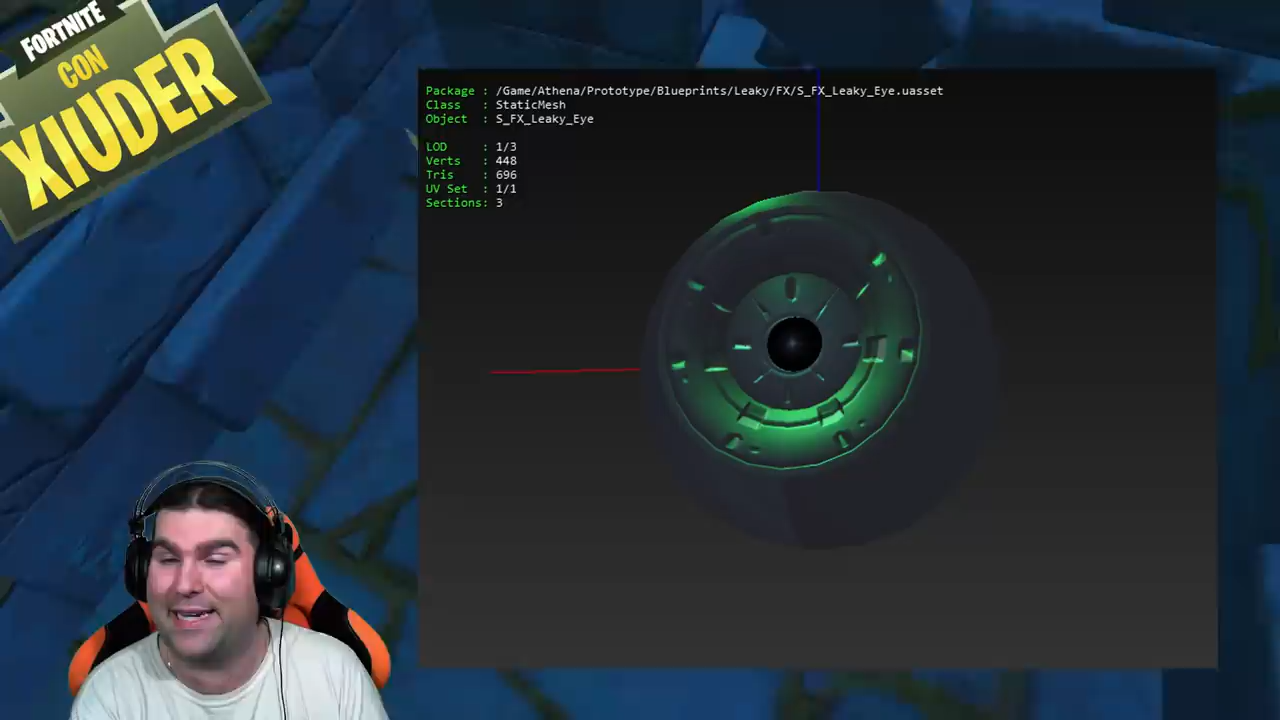 FORTNITE
CON
XIUDER
Package : /Game/Athena/Prototype/Blueprints/Leaky/FX/S_FX_Leaky_Eye.uasset
Class : StaticMesh
Object : S_FX_Leaky_Eye
LOD : 1/3
Verts : 448
Tris : 696
UV Set : 1/1
Sections: 3